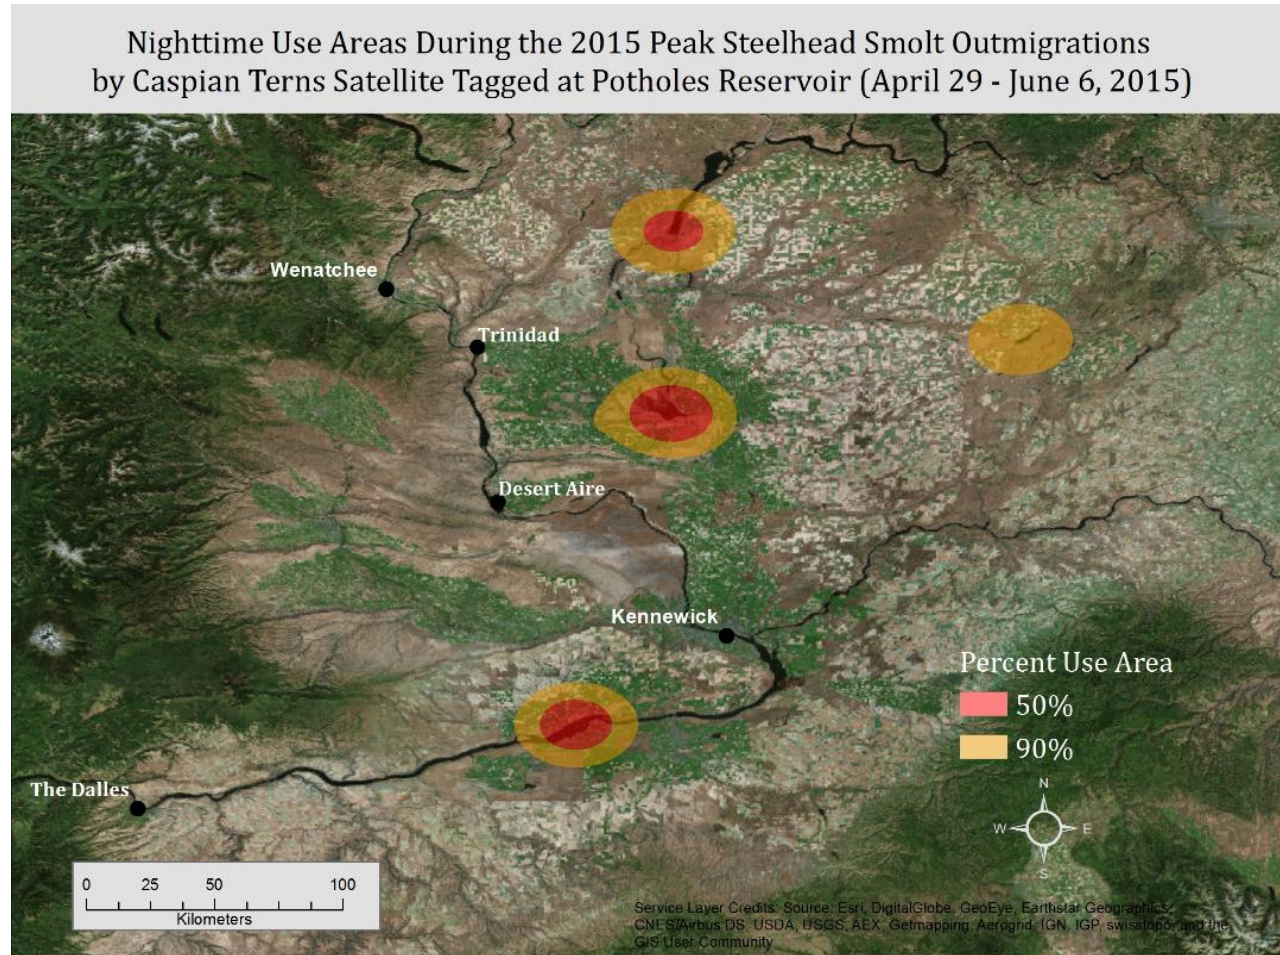 Nighttime Use Areas During the 2015 Peak Steelhead Smolt Outmigrations
by Caspian Terns Satellite Tagged at Potholes Reservoir (April 29 - June 6, 2015)
Wenatchee
Trinidad
Desert Aire
Kennewick
Percent Use Area
50%
90%
The Dalles
N
W E
S
0 25 50 100
Kilometers
Service Layer Credits: Source: Esri, DigitalGlobe, GeoEye, Earthstar Geographics,
CNES/Airbus DS, USDA, USGS, AEX, Getmapping, Aerogrid, IGN, IGP, swisstopo, and the
GIS User Community